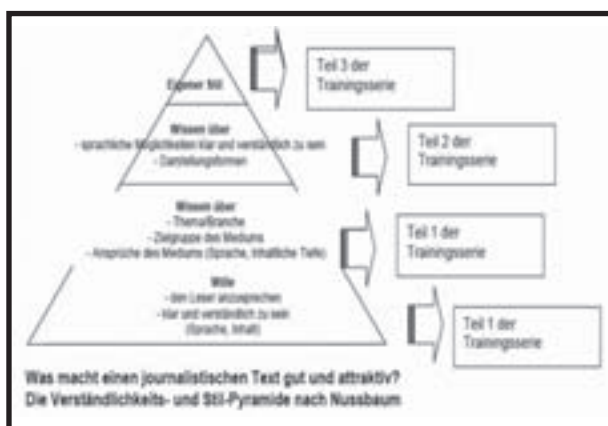 Eigener Stil
Teil 3 der
Trainingsserie
Wissen über
- sprachliche Möglichkeiten klar und verständlich zu sein
- Darstellungsformen
Teil 2 der
Trainingsserie
Wissen über
- Thema/Branche
- Zielgruppe des Mediums
- Ansprüche des Mediums (Sprache, Inhaltliche Tiefe)
Teil 1 der
Trainingsserie
Wille
- den Leser anzusprechen
- klar und verständlich zu sein
(Sprache, Inhalt)
Teil 1 der
Trainingsserie
Was macht einen journalistischen Text gut und attraktiv?
Die Verständlichkeits- und Stil-Pyramide nach Nussbaum